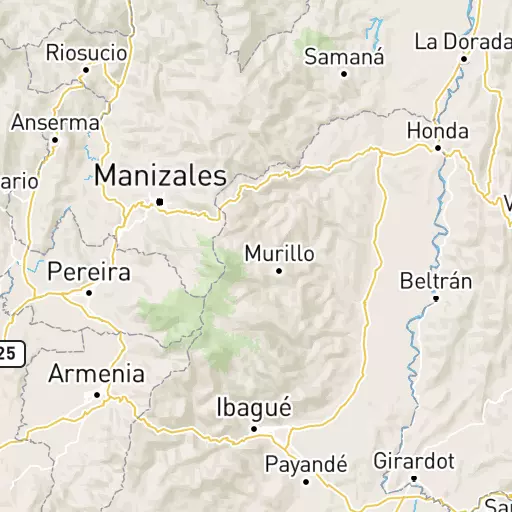 La Dorada
Riosucio
Samaná
Anserma
Honda
ario
Manizales
V
Murillo
Pereira
Beltrán
25
Armenia
Ibagué
Payandé
Girardot
Sa